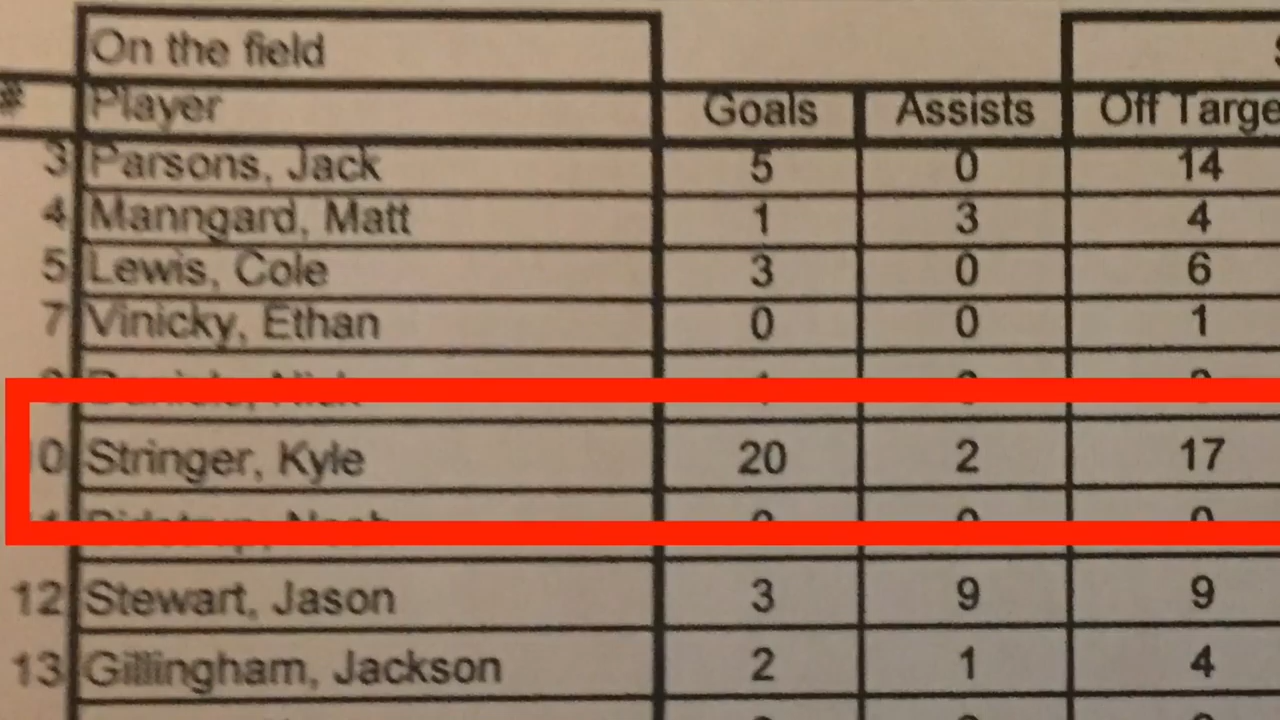 On the field
# Player Goals Assists Off Targe
3 Parsons, Jack 5 0 14
4 Manngard, Matt 1 3 4
5 Lewis, Cole 3 0 6
7 Vinicky, Ethan 0 0 1
0 Stringer, Kyle 20 2 17
12 Stewart, Jason 3 9 9
13 Gillingham, Jackson 2 1 4